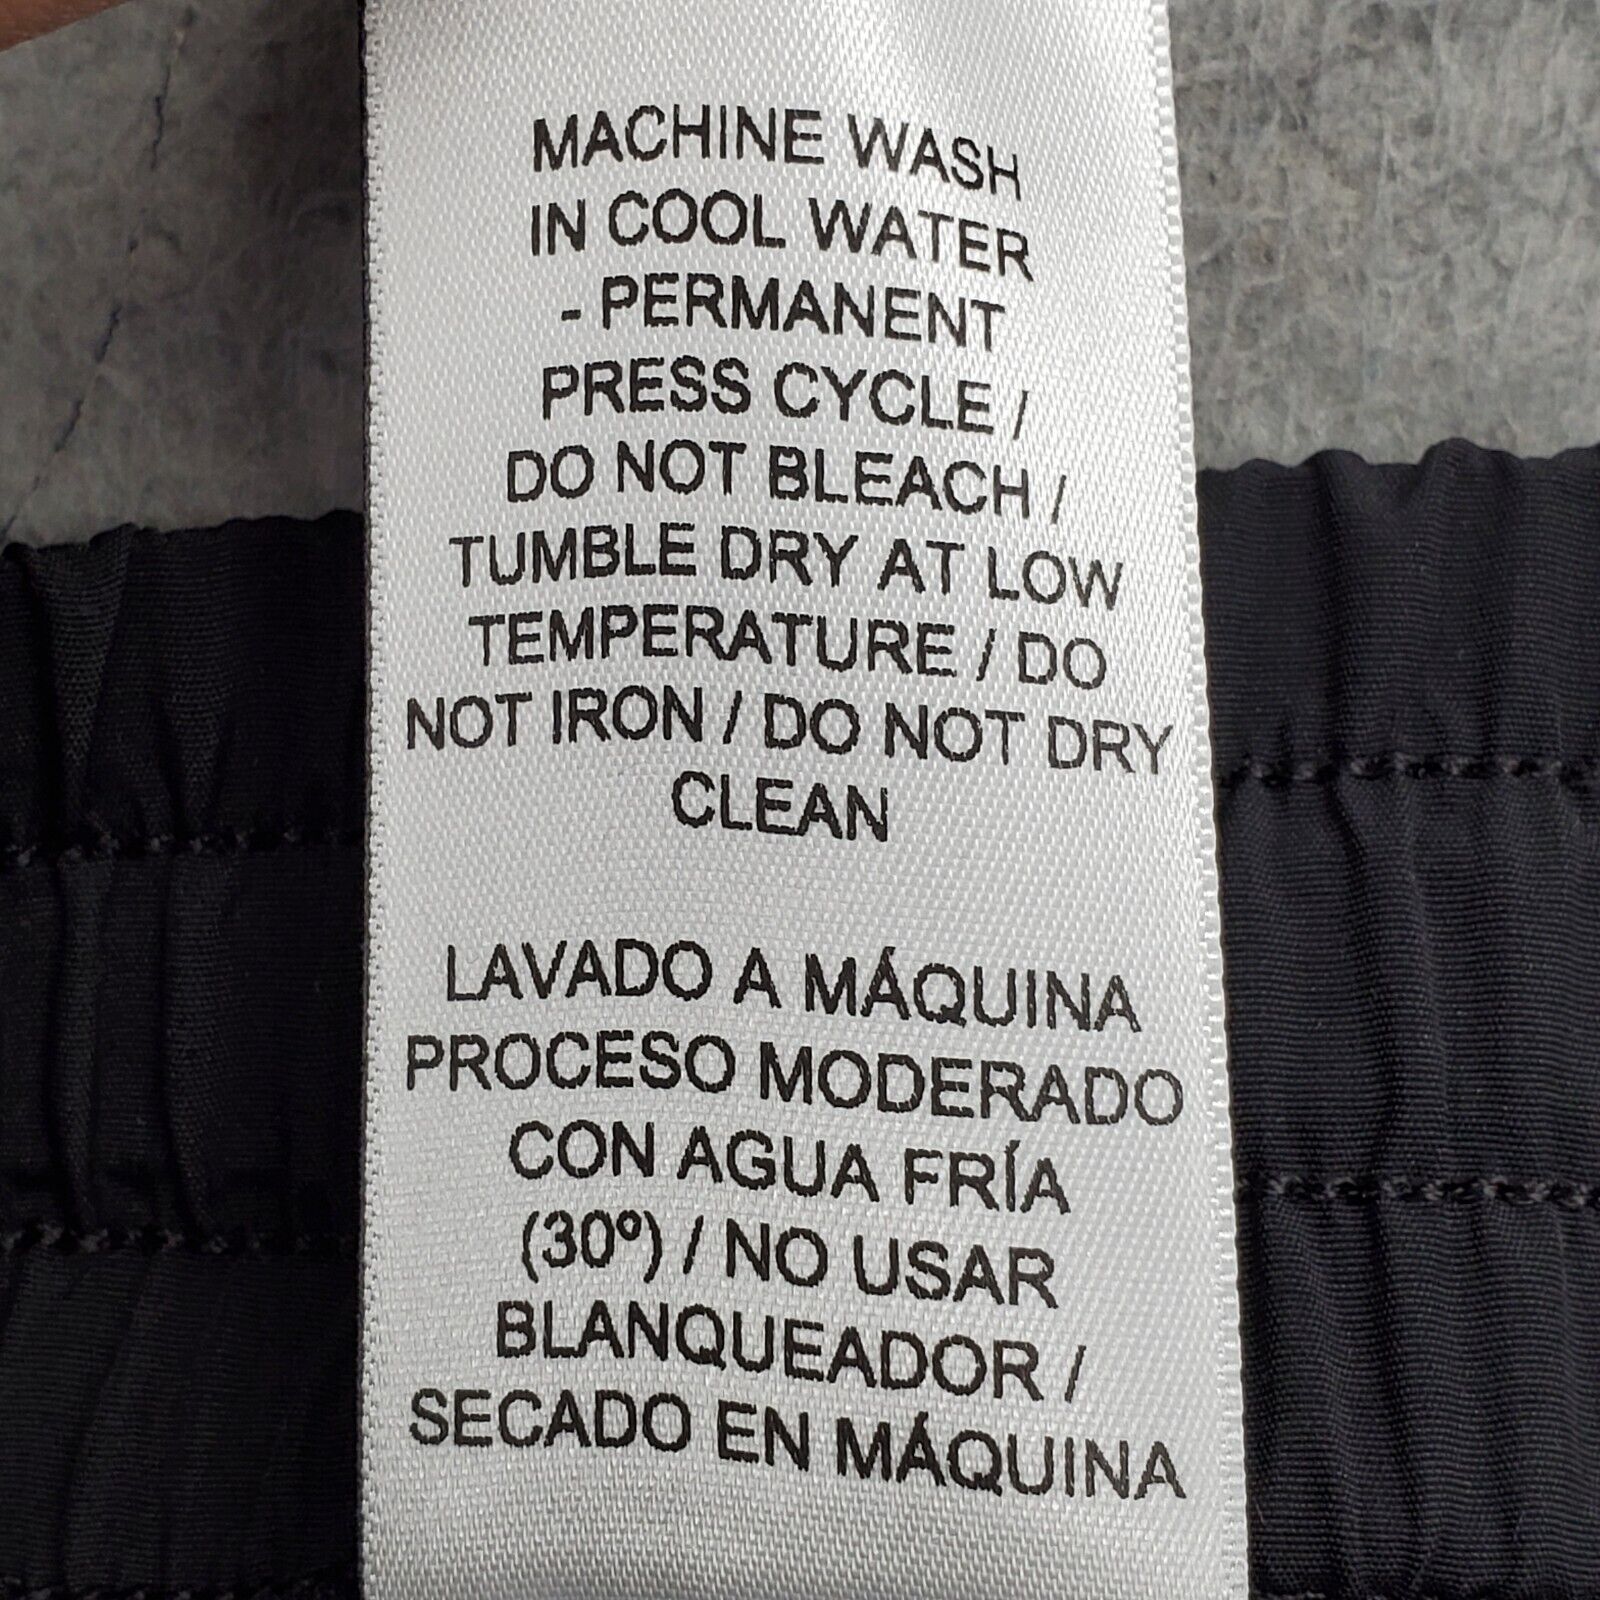 MACHINE WASH
IN COOL WATER
- PERMANENT
PRESS CYCLE /
DO NOT BLEACH /
TUMBLE DRY AT LOW
TEMPERATURE / DO
NOT IRON / DO NOT DRY
CLEAN
LAVADO A MÁQUINA
PROCESO MODERADO
CON AGUA FRÍA
(30º) / NO USAR
BLANQUEADOR /
SECADO EN MÁQUINA